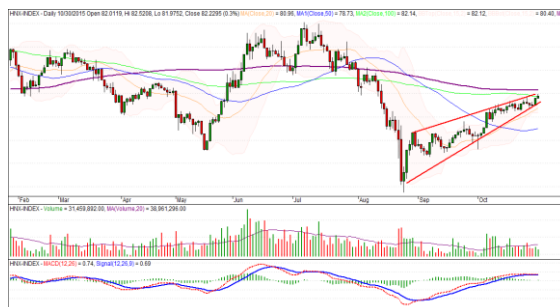 HNX-INDEX - Daily 10/30/2015 Open 82.0119, Hi 82.5208, Lo 81.9752, Close 82.2295 (0.3%) MA(Close,20) = 80.96, MA1(Close,50) = 78.73, MA2(Close,100) = 82.14, = 82.12, = 80.40,
Feb Mar Apr May Jun Jul Aug Sep Oct
HNX-INDEX - Volume = 31,459,892.00, MA(Volume,20) = 38,961,296.00
HNX-INDEX - MACD(12,26) = 0.74, Signal(12,26,9) = 0.69